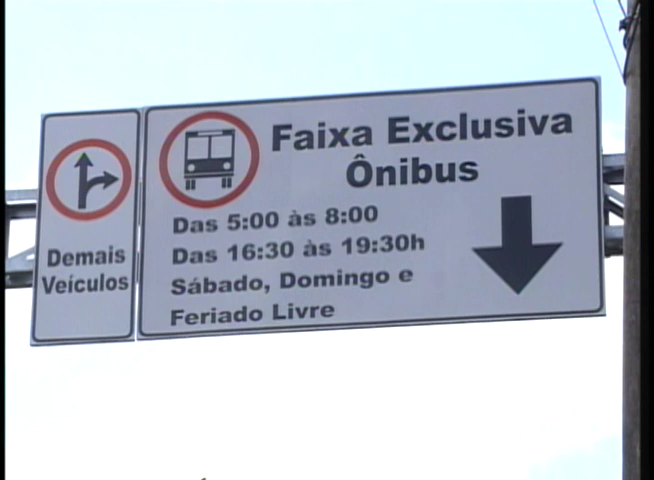 Demais
Veículos
Faixa Exclusiva
Ônibus
Das 5:00 às 8:00
Das 16:30 às 19:30h
Sábado, Domingo e
Feriado Livre